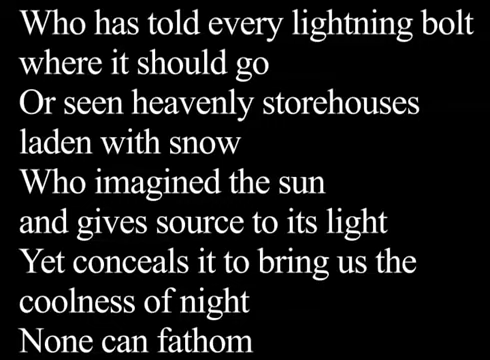 Who has told every lightning bolt
where it should go
Or seen heavenly storehouses
laden with snow
Who imagined the sun
and gives source to its light
Yet conceals it to bring us the
coolness of night
None can fathom